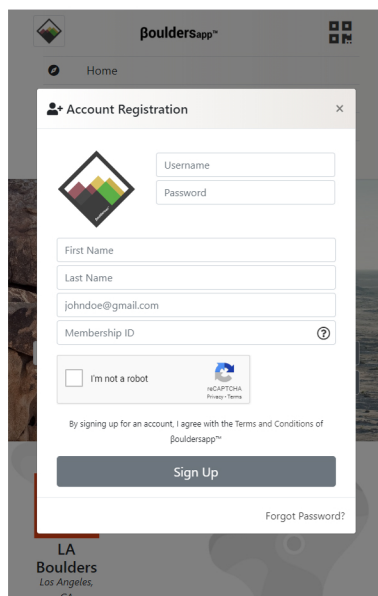 βouldersapp™
Home
Account Registration
×
Username
Password
First Name
Last Name
johndoe@gmail.com
Membership ID
?
I'm not a robot
reCAPTCHA
Privacy - Terms
By signing up for an account, I agree with the Terms and Conditions of
βouldersapp™
Sign Up
Forgot Password?
LA
Boulders
Los Angeles,